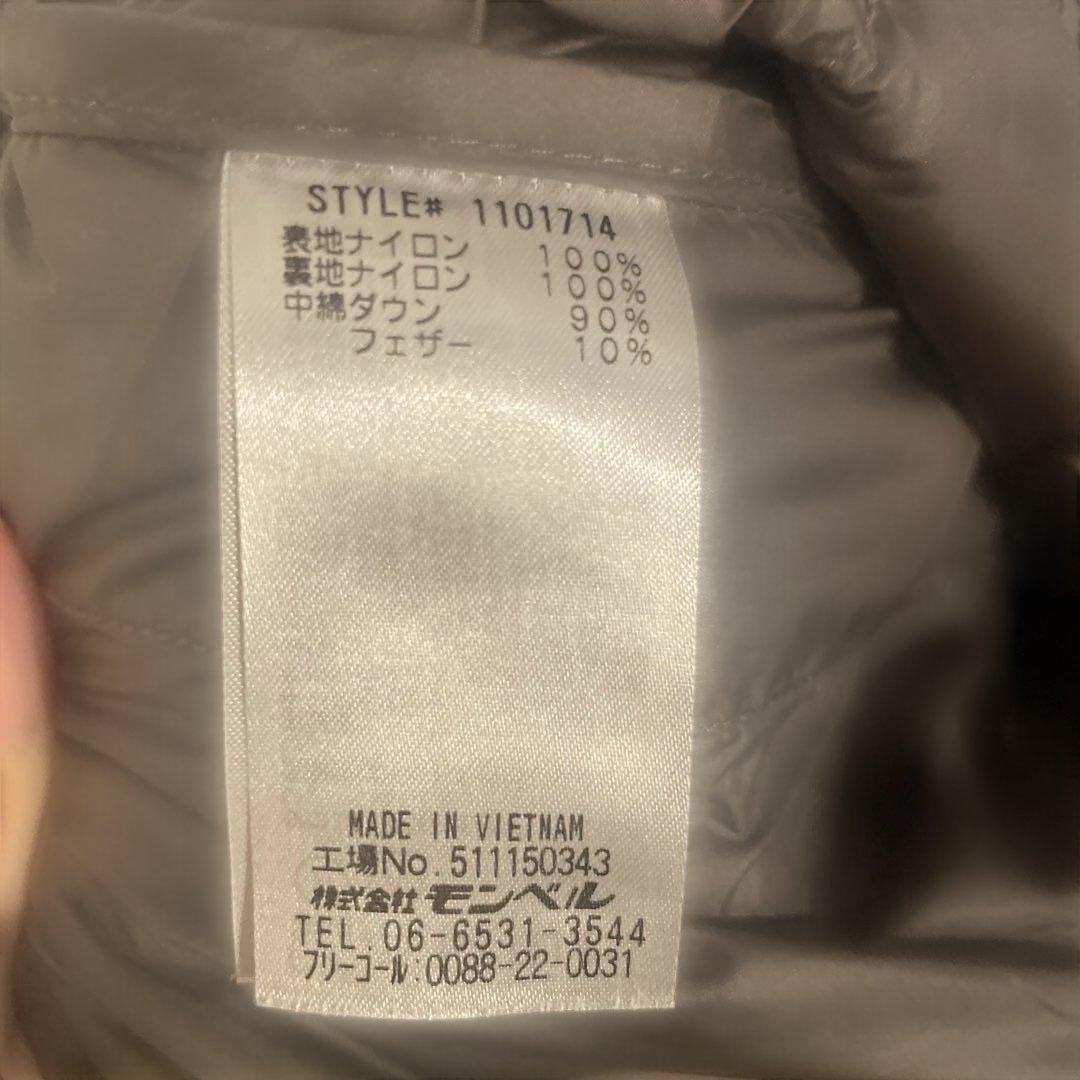 STYLE# 1101714
表地ナイロン 100%
裏地ナイロン 100%
中綿ダウン 90%
フェザー 10%
MADE IN VIETNAM
工場No.511150343
株式会社モンベル
TEL.06-6531-3544
フリーコール:0088-22-0031